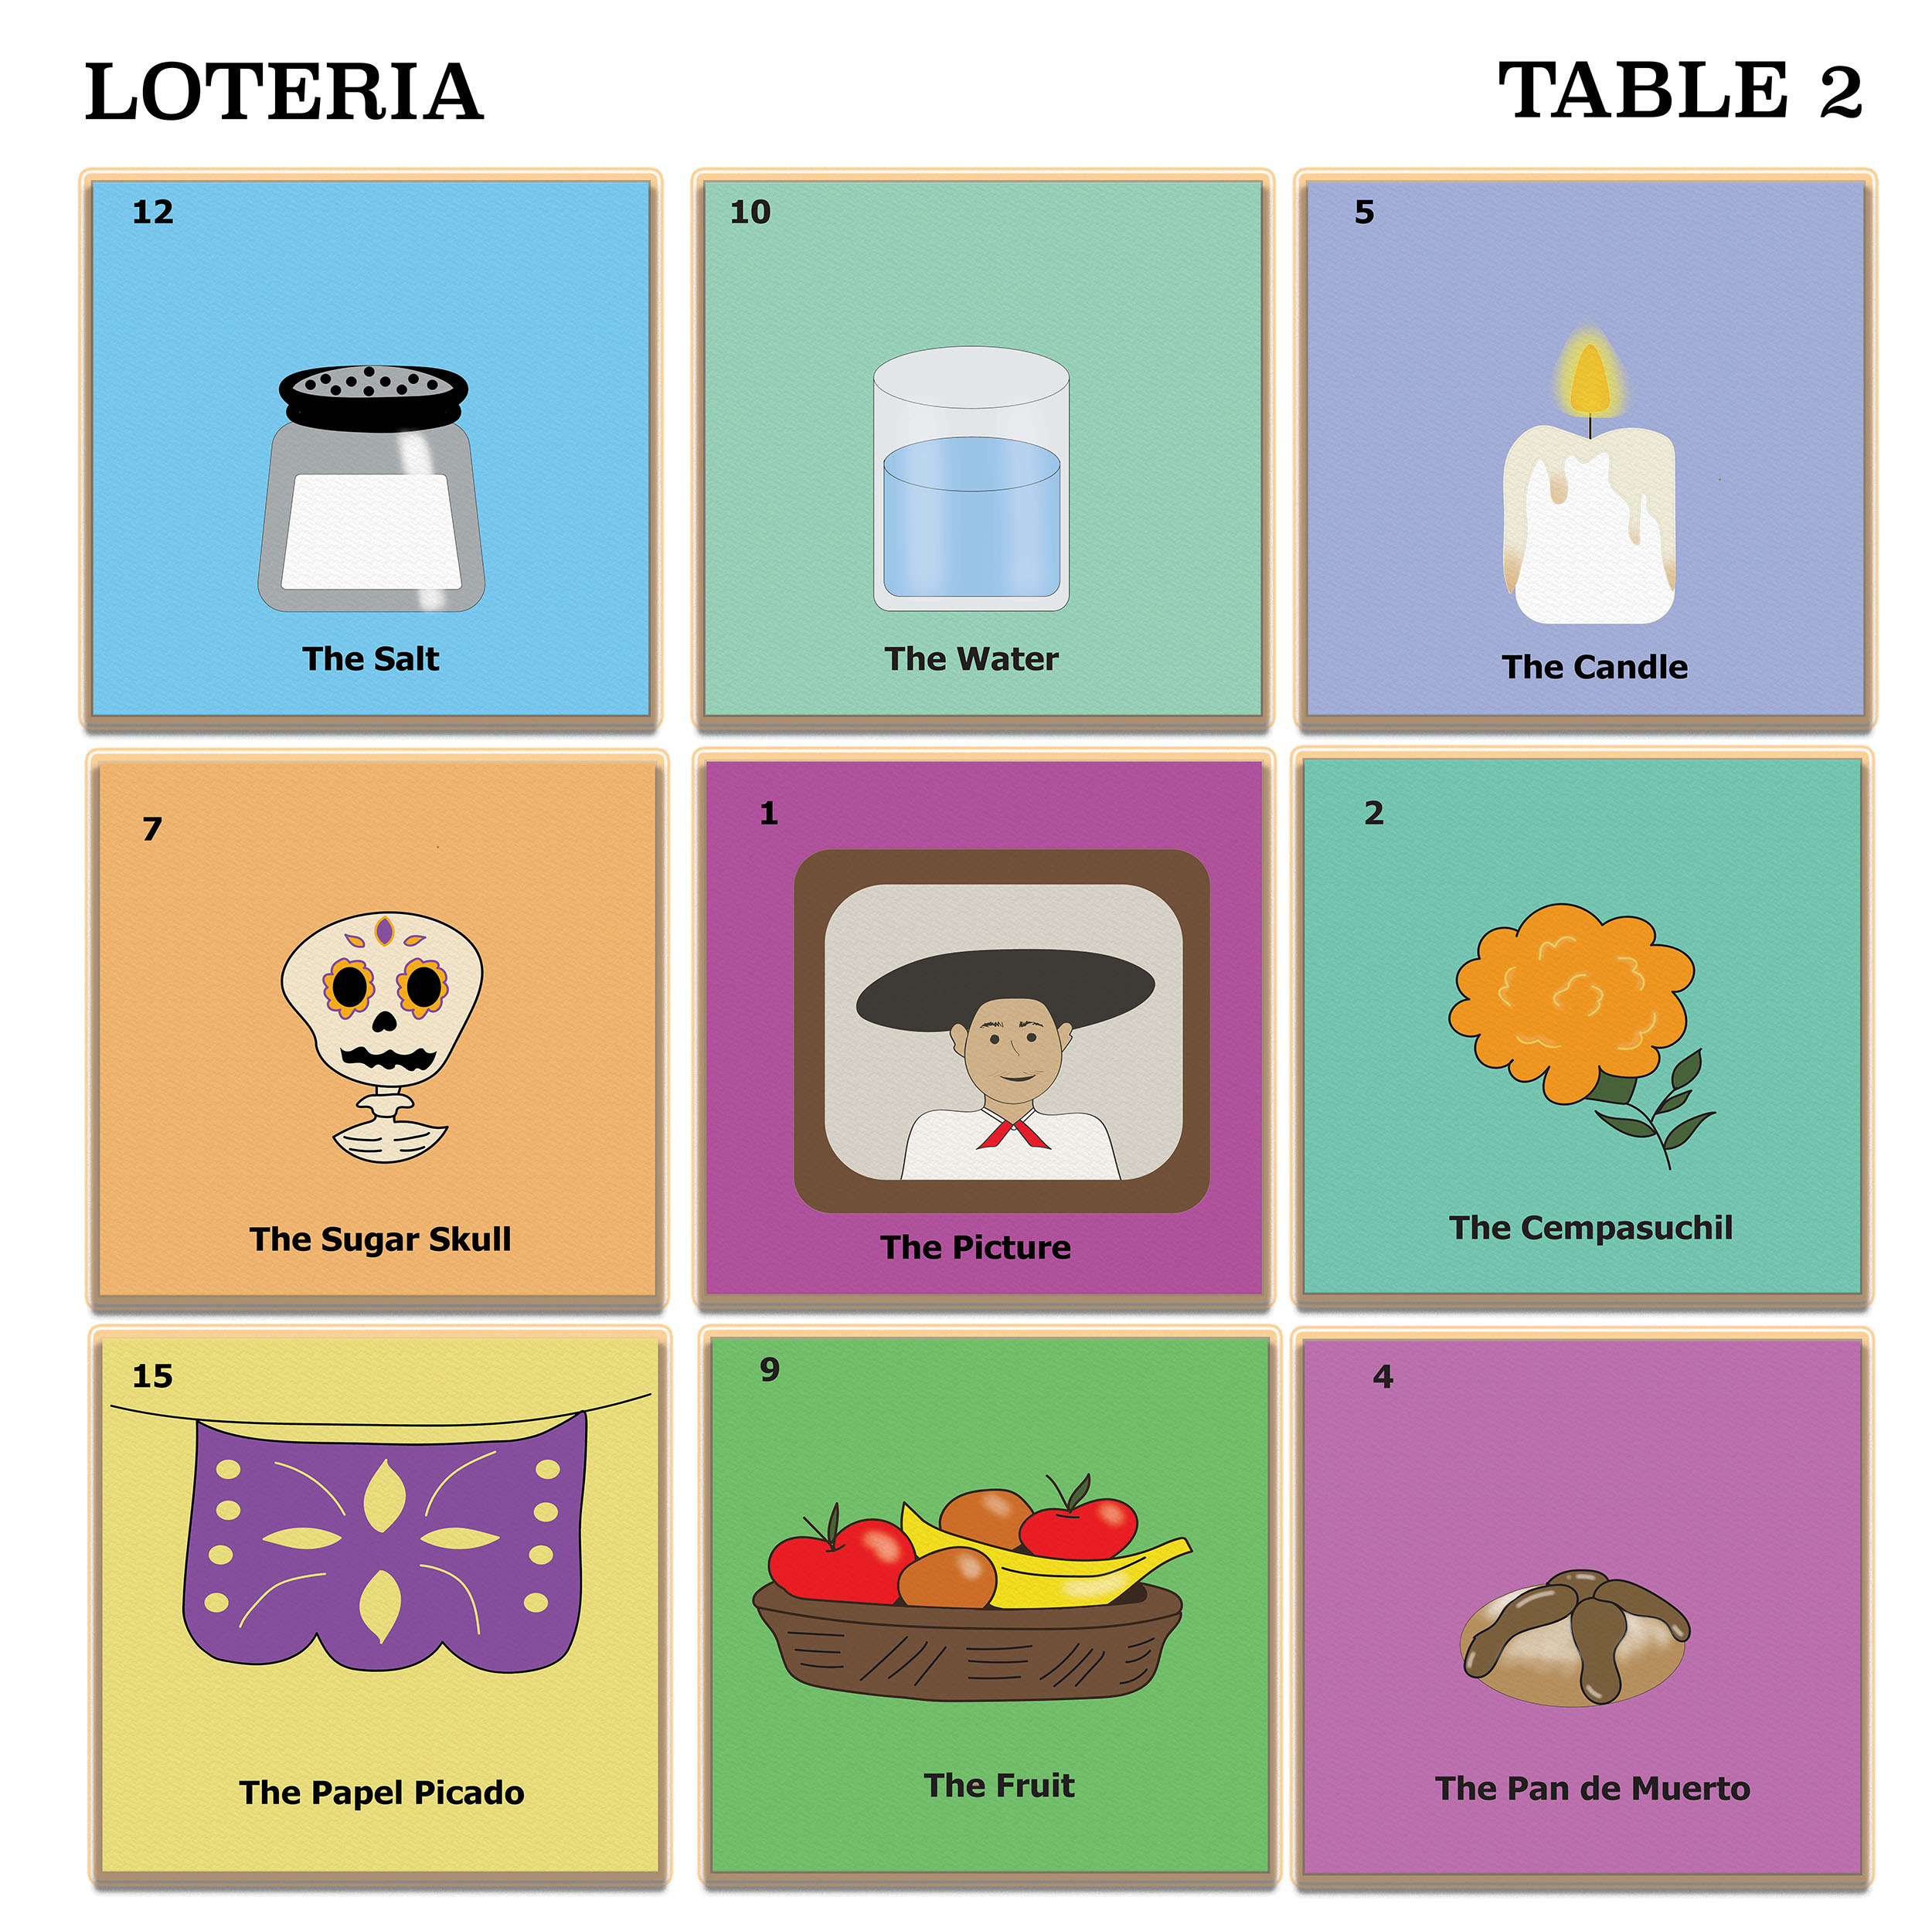 LOTERIA
TABLE 2
12
The Salt
10
The Water
5
The Candle
7
The Sugar Skull
1
The Picture
2
The Cempasuchil
15
The Papel Picado
9
The Fruit
4
The Pan de Muerto